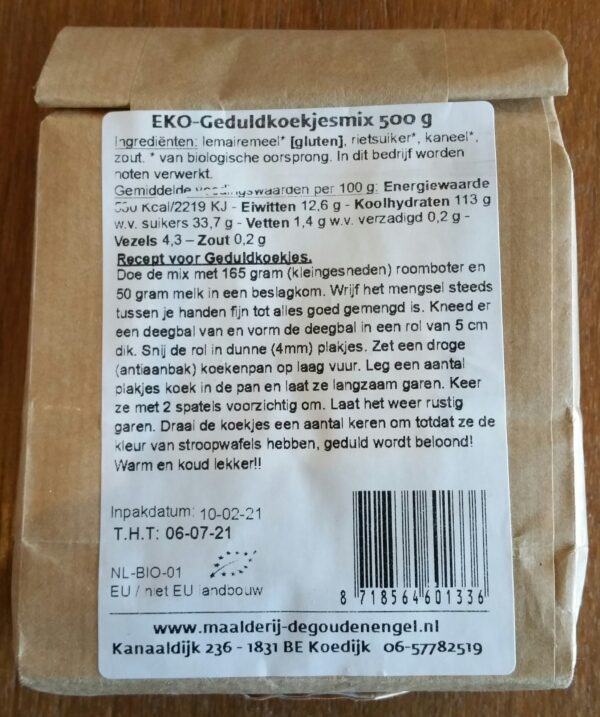 EKO-Geduldkoekjesmix 500 g
Ingrediënten: lemairemeel* [gluten], rietsuiker*, kaneel*,
zout. * van biologische oorsprong. In dit bedrijf worden
noten verwerkt.
Gemiddelde per 100 g: Energiewaarde
Kcal/2219 KJ - Eiwitten 12,6 g - Koolhydraten 113 g
w.v. suikers 33,7 g - Vetten 1,4 g w.v. verzadigd 0,2 g -
Vezels 4,3 – Zout 0,2 g
Recept voor Geduldkoekjes.
Doe de mix met 165 gram (kleingesneden) roomboter en
50 gram melk in een beslagkom. Wrijf het mengsel steeds
tussen je handen fijn tot alles goed gemengd is. Kneed er
een deegbal van en vorm de deegbal in een rol van 5 cm
dik. Snij de rol in dunne (4mm) plakjes. Zet een droge
(antiaanbak) koekenpan op laag vuur. Leg een aantal
plakjes koek in de pan en laat ze langzaam garen. Keer
ze met 2 spatels voorzichtig om. Laat het weer rustig
garen. Draai de koekjes een aantal keren om totdat ze de
kleur van stroopwafels hebben, geduld wordt beloond!
Warm en koud lekker!!
Inpakdatum: 10-02-21
T.H.T: 06-07-21
NL-BIO-01
EU / niet EU landbouw
8 718564 601336
www.maalderij-degoudenengel.nl
Kanaaldijk 236 - 1831 BE Koedijk 06-57782519